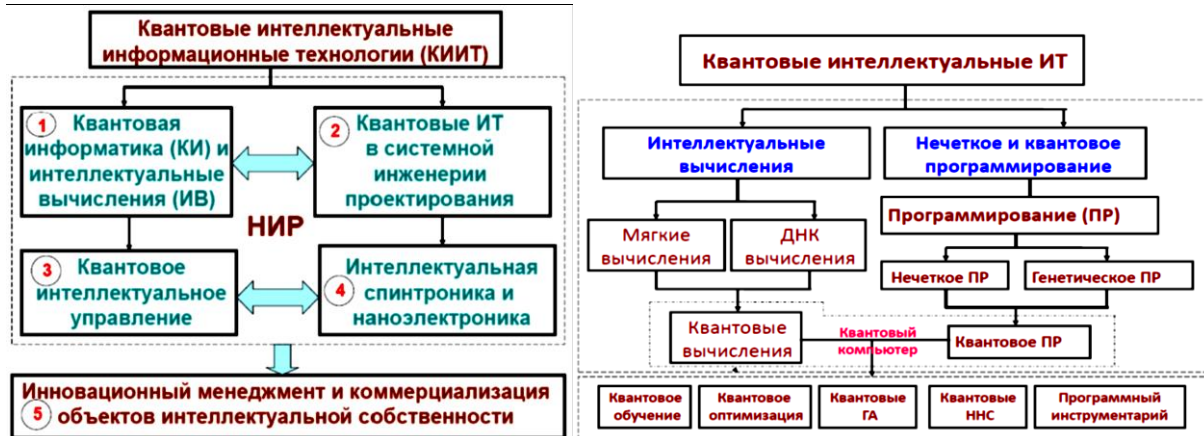 Квантовые интеллектуальные
информационные технологии (КИИТ)
1
Квантовая
информатика (КИ) и
интеллектуальные
вычисления (ИВ)
2
Квантовые ИТ
в системной
инженерии
проектирования
НИР
3
Квантовое
интеллектуальное
управление
4
Интеллектуальная
спинтроника и
наноэлектроника
Инновационный менеджмент и коммерциализация
5 объектов интеллектуальной собственности
Квантовые интеллектуальные ИТ
Интеллектуальные
вычисления
Нечеткое и квантовое
программирование
Программирование (ПР)
Мягкие
вычисления
ДНК
вычисления
Нечеткое ПР
Генетическое ПР
Квантовые
вычисления
Квантовый
компьютер
Квантовое ПР
Квантовое
обучение
Квантовое
оптимизация
Квантовые
ГА
Квантовые
ННС
Программный
инструментарий